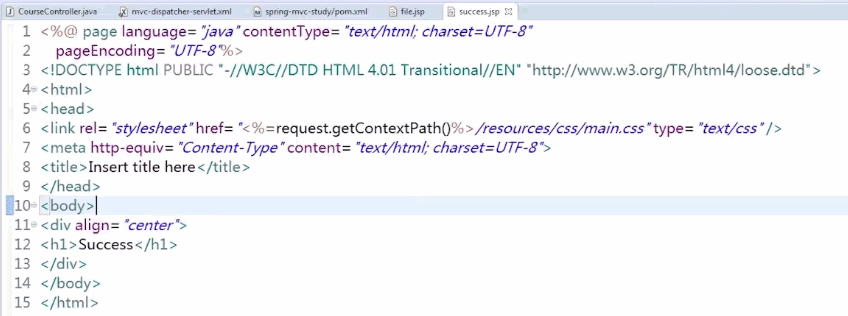 CourseController.java mvc-dispatcher-servlet.xml spring-mvc-study/pom.xml file.jsp success.jsp
1 <%@ page language="java" contentType="text/html; charset=UTF-8"
2 pageEncoding="UTF-8"%>
3 <!DOCTYPE html PUBLIC "-//W3C//DTD HTML 4.01 Transitional//EN" "http://www.w3.org/TR/html4/loose.dtd">
4 <html>
5 <head>
6 <link rel="stylesheet" href="<%=request.getContextPath()%>/resources/css/main.css" type="text/css" />
7 <meta http-equiv="Content-Type" content="text/html; charset=UTF-8">
8 <title>Insert title here</title>
9 </head>
10 <body>
11 <div align="center">
12 <h1>Success</h1>
13 </div>
14 </body>
15 </html>